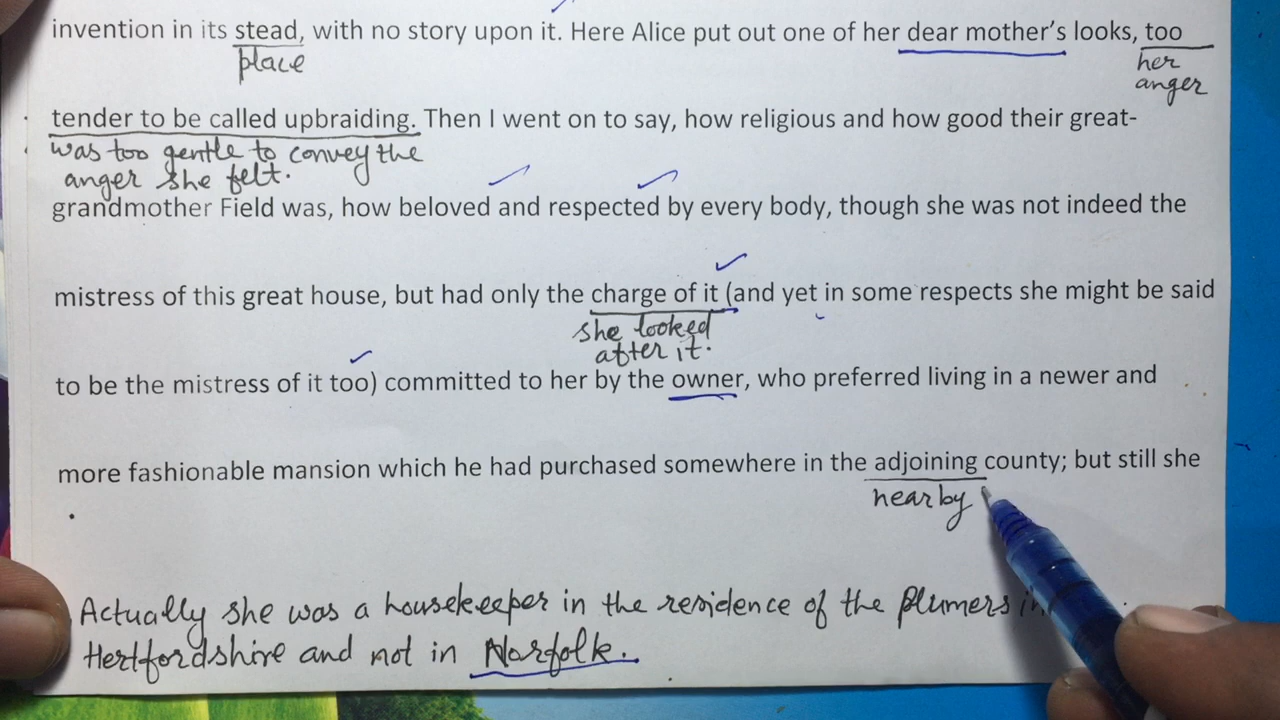 invention in its stead, with no story upon it. Here Alice put out one of her dear mother's looks, too
place
her
anger
tender to be called upbraiding. Then I went on to say, how religious and how good their great-
was too gentle to convey the
anger she felt.
grandmother Field was, how beloved and respected by every body, though she was not indeed the
mistress of this great house, but had only the charge of it (and yet in some respects she might be said
she looked
after it.
to be the mistress of it too) committed to her by the owner, who preferred living in a newer and
more fashionable mansion which he had purchased somewhere in the adjoining county; but still she
nearby
Actually she was a housekeeper in the residence of the Plumers in
Hertfordshire and not in Norfolk.